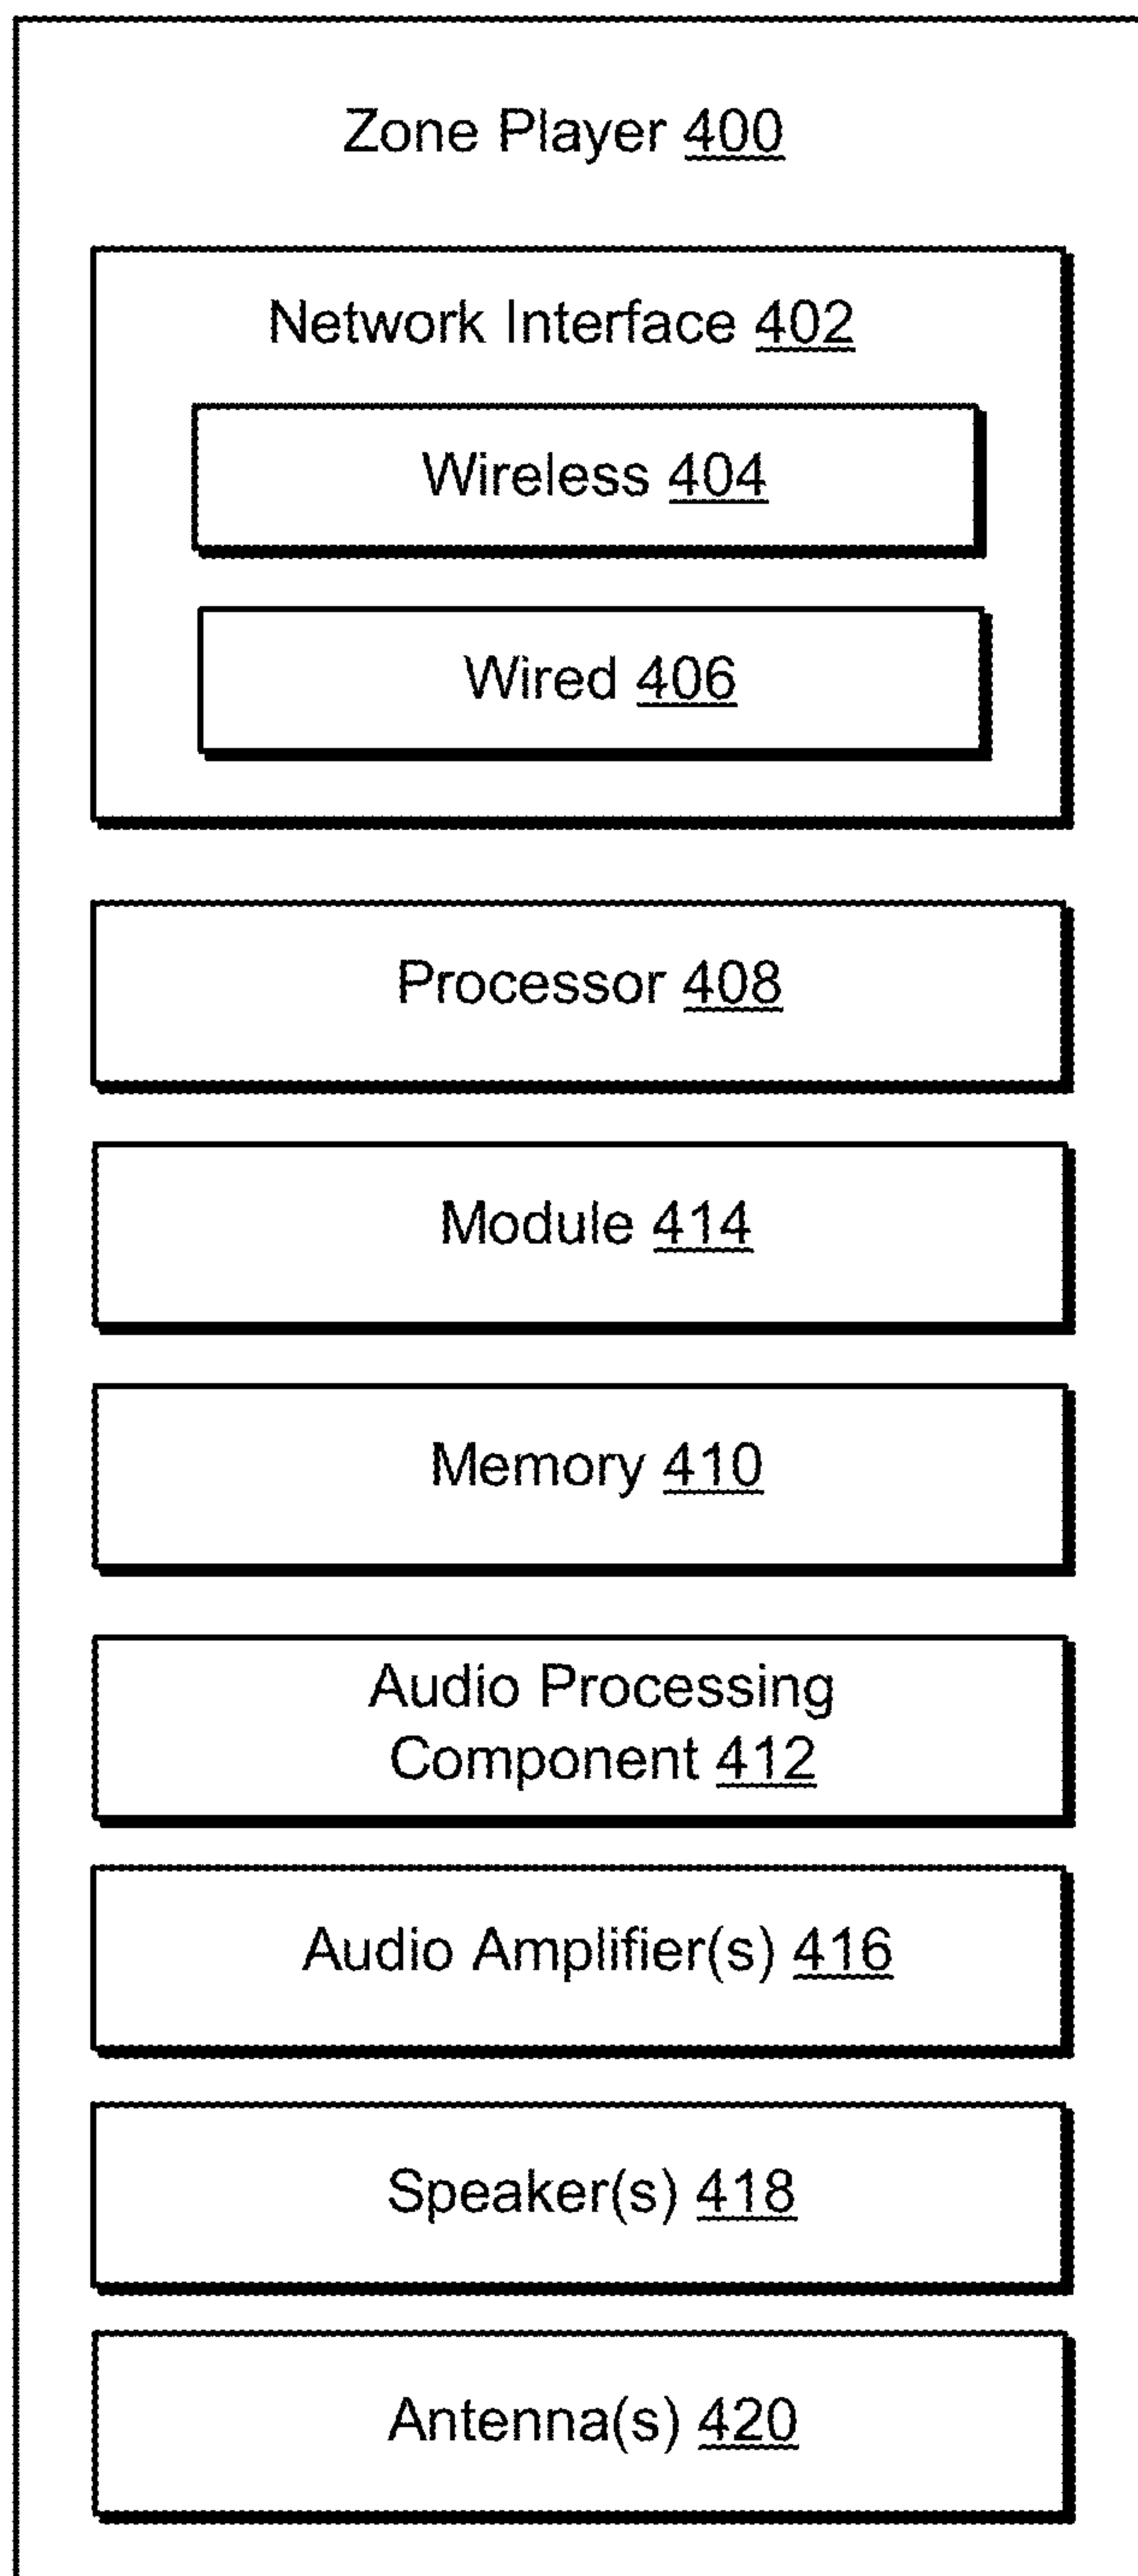 Zone Player 400
Network Interface 402
Wireless 404
Wired 406
Processor 408
Module 414
Memory 410
Audio Processing
Component 412
Audio Amplifier(s) 416
Speaker(s) 418
Antenna(s) 420